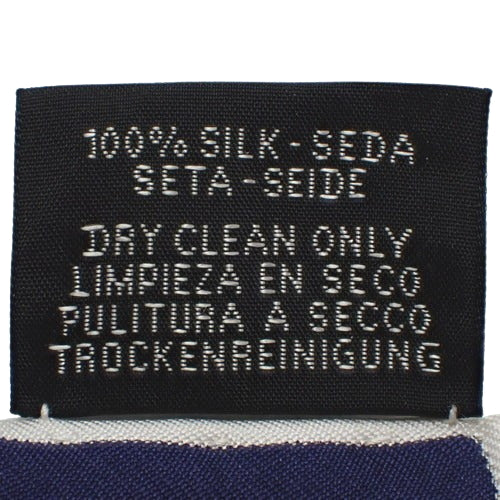 100% SILK-SEDA
SETA-SEIDE
DRY CLEAN ONLY
LIMPIEZA EN SECO
PULITURA A SECCO
TROCKENREINIGUNG